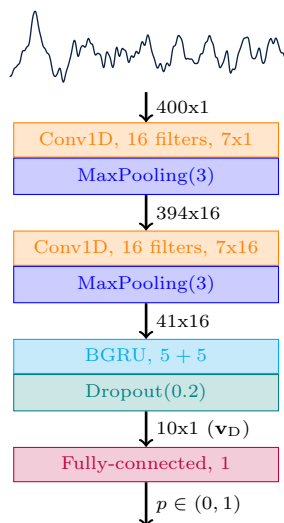 400x1
Conv1D, 16 filters, 7x1
MaxPooling(3)
394x16
Conv1D, 16 filters, 7x16
MaxPooling(3)
41x16
BGRU, 5 + 5
Dropout(0.2)
10x1 (v_D)
Fully-connected, 1
p ∈ (0, 1)